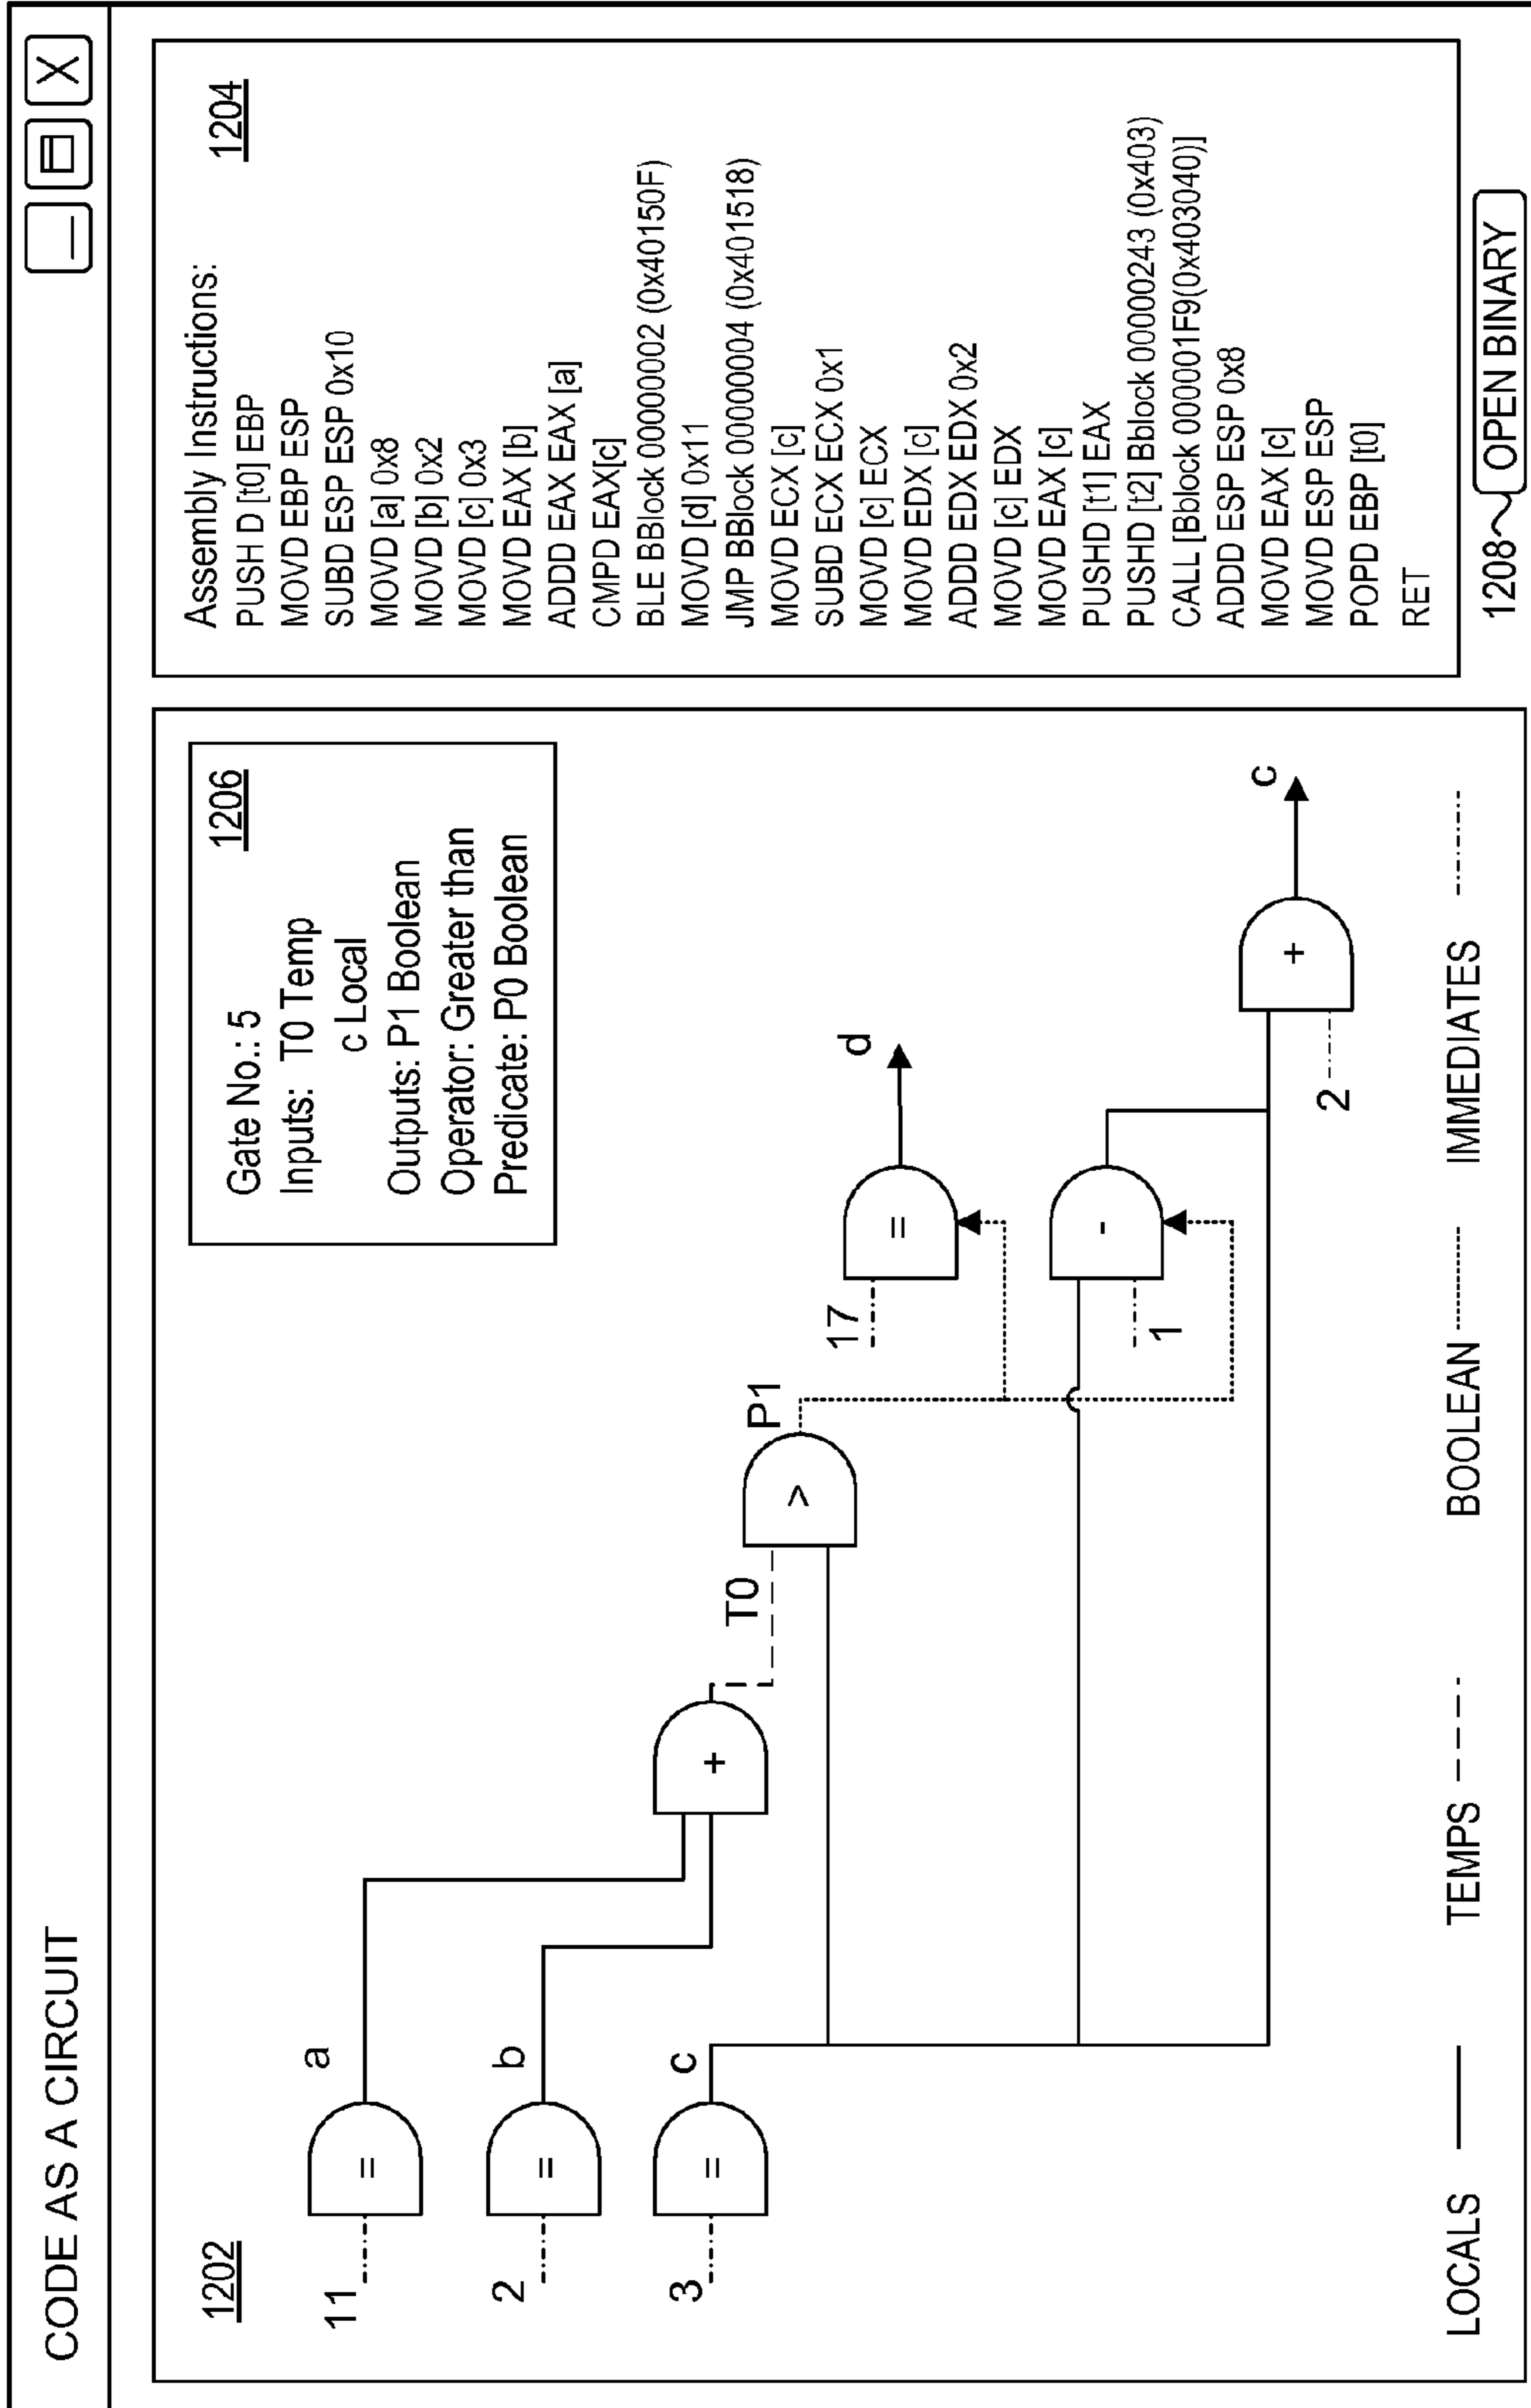 CODE AS A CIRCUIT
1202
11
=
a
2
=
b
3
=
c
+
T0
>
P1
17
=
d
-
1
+
2
c
LOCALS
TEMPS
BOOLEAN
IMMEDIATES
1206
Gate No.: 5
Inputs: T0 Temp
c Local
Outputs: P1 Boolean
Operator: Greater than
Predicate: P0 Boolean
1204
Assembly Instructions:
PUSH D [t0] EBP
MOVD EBP ESP
SUBD ESP ESP 0x10
MOVD [a] 0x8
MOVD [b] 0x2
MOVD [c] 0x3
MOVD EAX [b]
ADDD EAX EAX [a]
CMPD EAX[c]
BLE BBlock 00000002 (0x40150F)
MOVD [d] 0x11
JMP BBlock 00000004 (0x401518)
MOVD ECX [c]
SUBD ECX ECX 0x1
MOVD [c] ECX
MOVD EDX [c]
ADDD EDX EDX 0x2
MOVD [c] EDX
MOVD EAX [c]
PUSHD [t1] EAX
PUSHD [t2] Bblock 00000243 (0x403)
CALL [Bblock 000001F9(0x403040)]
ADDD ESP ESP 0x8
MOVD EAX [c]
MOVD ESP ESP
POPD EBP [t0]
RET
1208
OPEN BINARY